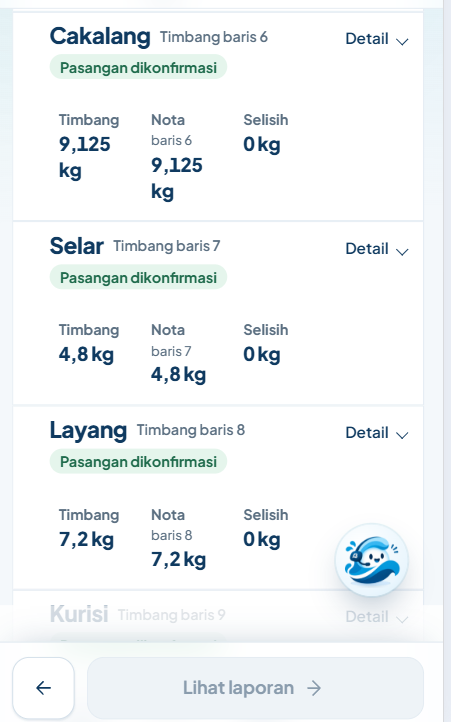 Cakalang Timbang baris 6 Detail
Pasangan dikonfirmasi
Timbang Nota Selisih
9,125 baris 6 0 kg
kg 9,125
kg
Selar Timbang baris 7 Detail
Pasangan dikonfirmasi
Timbang Nota Selisih
4,8 kg baris 7 0 kg
4,8 kg
Layang Timbang baris 8 Detail
Pasangan dikonfirmasi
Timbang Nota Selisih
7,2 kg baris 8 0 kg
7,2 kg
Kurisi Timbang baris 9 Detail
Lihat laporan